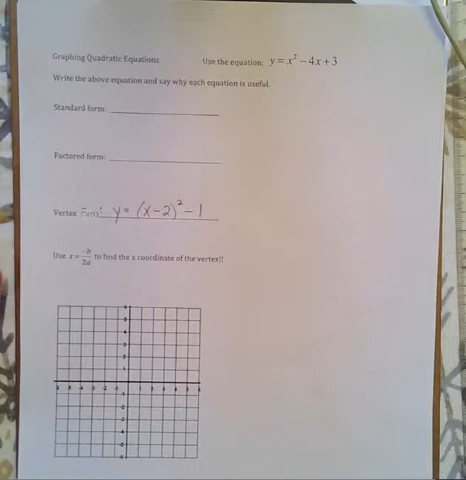 Graphing Quadratic Equations Use the equation: y = x² − 4x + 3
Write the above equation and say why each equation is useful.
Standard form:
Factored form:
Vertex Form: y = (x−2)² − 1
Use x = -b/2a to find the x coordinate of the vertex!!